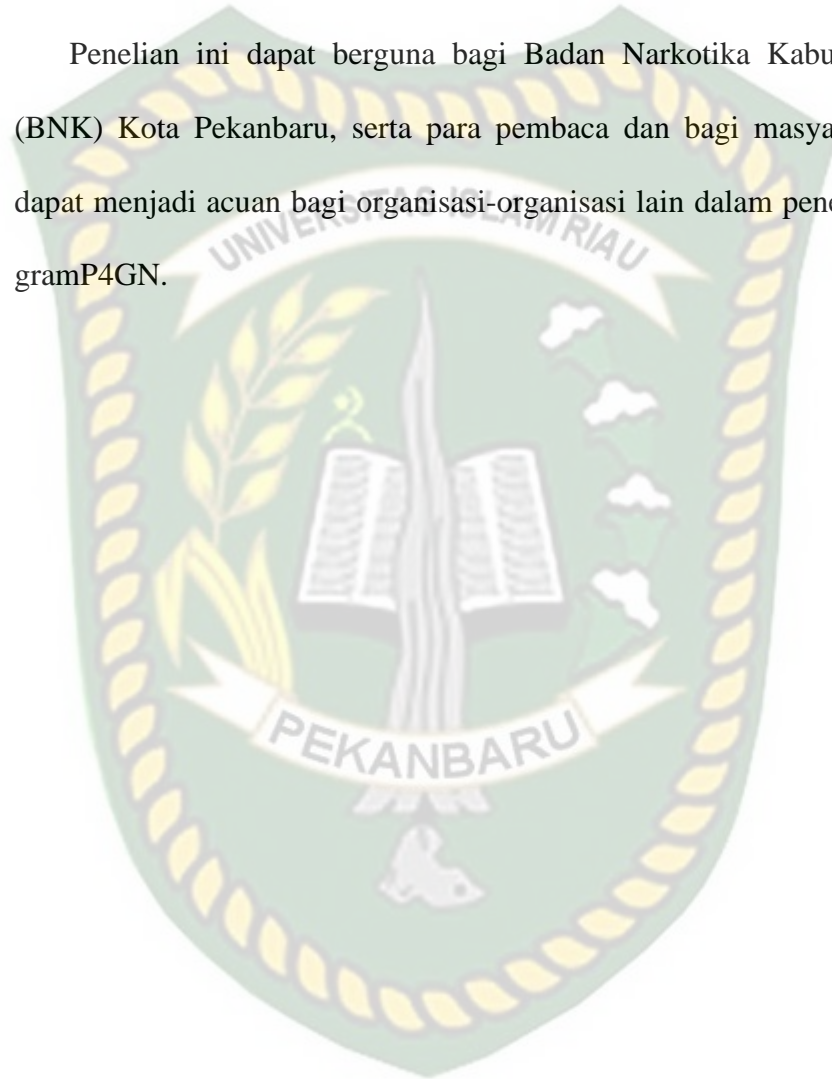 Penelian ini dapat berguna bagi Badan Narkotika Kabu
(BNK) Kota Pekanbaru, serta para pembaca dan bagi masya
dapat menjadi acuan bagi organisasi-organisasi lain dalam pene
gramP4GN.
UNIVERSITAS ISLAM RIAU
PEKANBARU